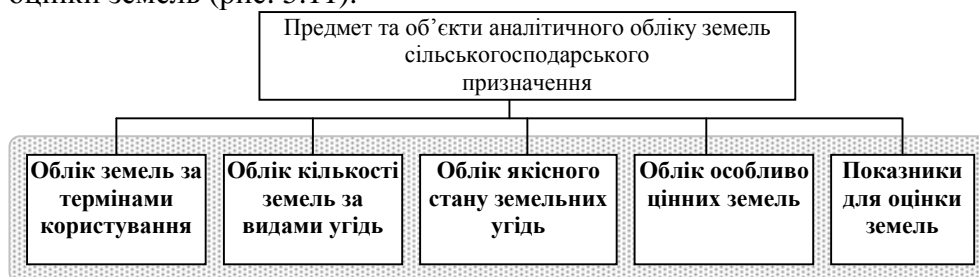 оцінки земель (рис. 3.11).
Предмет та об’єкти аналітичного обліку земель
сільськогосподарського
призначення
Облік земель за
термінами
користування
Облік кількості
земель за
видами угідь
Облік якісного
стану земельних
угідь
Облік особливо
цінних земель
Показники
для оцінки
земель